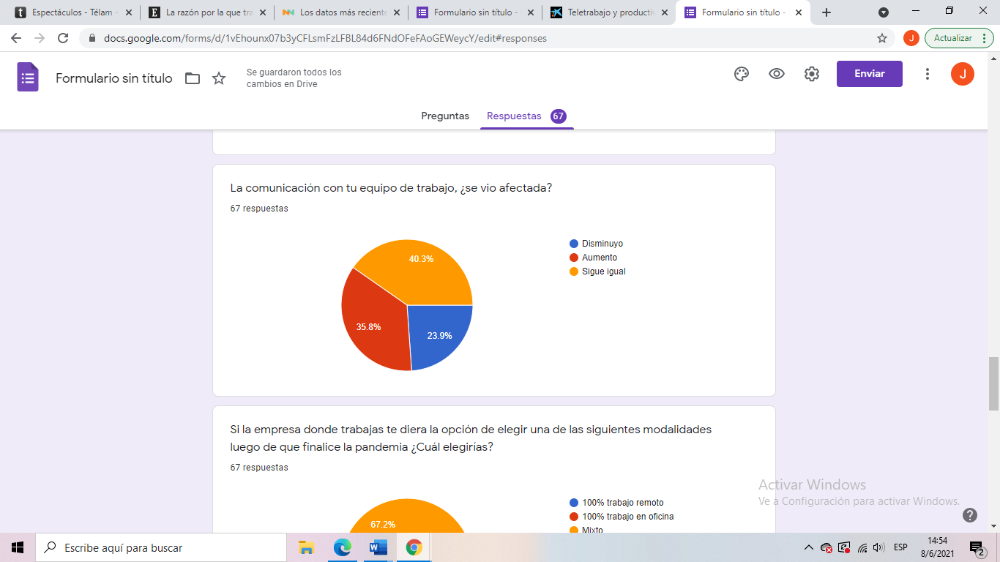 Espectáculos - Télam -
La razón por la que tra
Los datos más reciente
Formulario sin título -
Teletrabajo y productiv
Formulario sin título -
docs.google.com/forms/d/1vEhounx07b3yCFLsmFzLFBL84d6FNdOFeFAoGEWeycY/edit#responses
J
Actualizar
Formulario sin título
Se guardaron todos los
cambios en Drive
Enviar
J
Preguntas
Respuestas 67
La comunicación con tu equipo de trabajo, ¿se vio afectada?
67 respuestas
40.3%
35.8%
23.9%
Disminuyo
Aumento
Sigue igual
Si la empresa donde trabajas te diera la opción de elegir una de las siguientes modalidades
luego de que finalice la pandemia ¿Cuál elegirías?
67 respuestas
67.2%
100% trabajo remoto
100% trabajo en oficina
Mixto
Activar Windows
Ve a Configuración para activar Windows.
Escribe aquí para buscar
ESP
14:54
8/6/2021
2